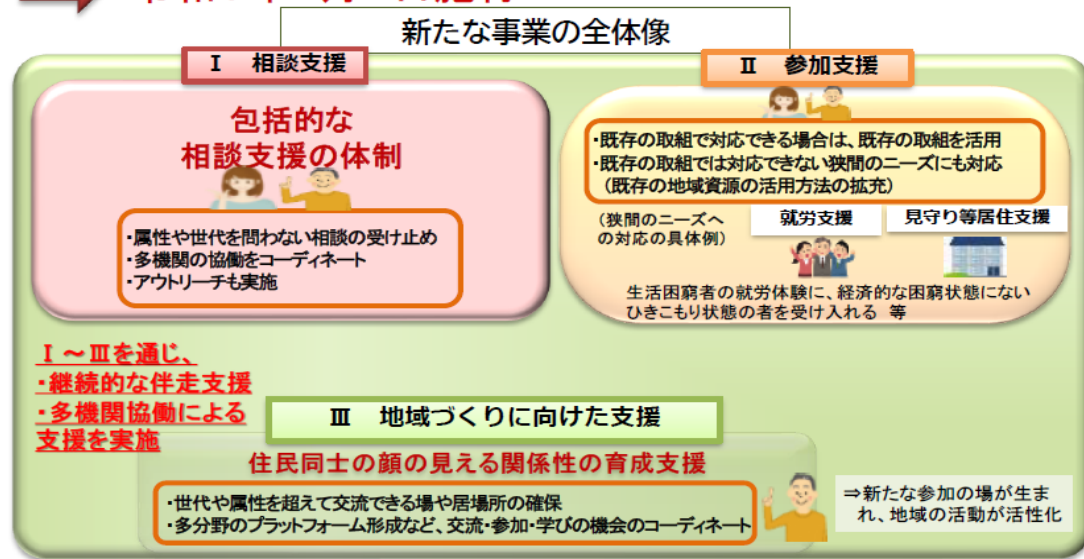 新たな事業の全体像
Ⅰ 相談支援
包括的な
相談支援の体制
・属性や世代を問わない相談の受け止め
・多機関の協働をコーディネート
・アウトリーチも実施
Ⅱ 参加支援
・既存の取組で対応できる場合は、既存の取組を活用
・既存の取組では対応できない狭間のニーズにも対応
(既存の地域資源の活用方法の拡充)
(狭間のニーズへ
の対応の具体例)
就労支援
見守り等居住支援
生活困窮者の就労体験に、経済的な困窮状態にない
ひきこもり状態の者を受け入れる 等
Ⅰ～Ⅲを通じ、
・継続的な伴走支援
・多機関協働による
支援を実施
Ⅲ 地域づくりに向けた支援
住民同士の顔の見える関係性の育成支援
・世代や属性を超えて交流できる場や居場所の確保
・多分野のプラットフォーム形成など、交流・参加・学びの機会のコーディネート
⇒新たな参加の場が生ま
れ、地域の活動が活性化